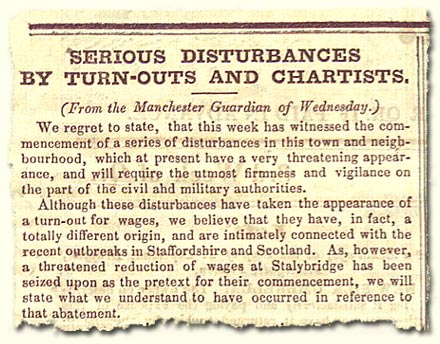 SERIOUS DISTURBANCES
BY TURN-OUTS AND CHARTISTS.
(From the Manchester Guardian of Wednesday.)
We regret to state, that this week has witnessed the com-
mencement of a series of disturbances in this town and neigh-
bourhood, which at present have a very threatening appear-
ance, and will require the utmost firmness and vigilance on
the part of the civil ahd military authorities.
Although these disturbances have taken the appearance of
a turn-out for wages, we believe that they have, in fact, a
totally different origin, and are intimately connected with the
recent outbreaks in Staffordshire and Scotland. As, however,
a threatened reduction of wages at Stalybridge has been
seized upon as the pretext for their commencement, we will
state what we understand to have occurred in reference to
that abatement.